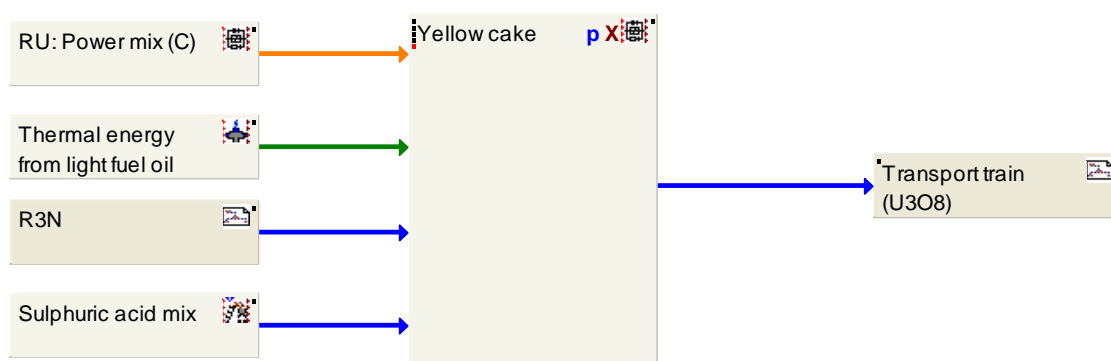 RU: Power mix (C)
Yellow cake
p X
Thermal energy
from light fuel oil
R3N
Sulphuric acid mix
Transport train
(U3O8)